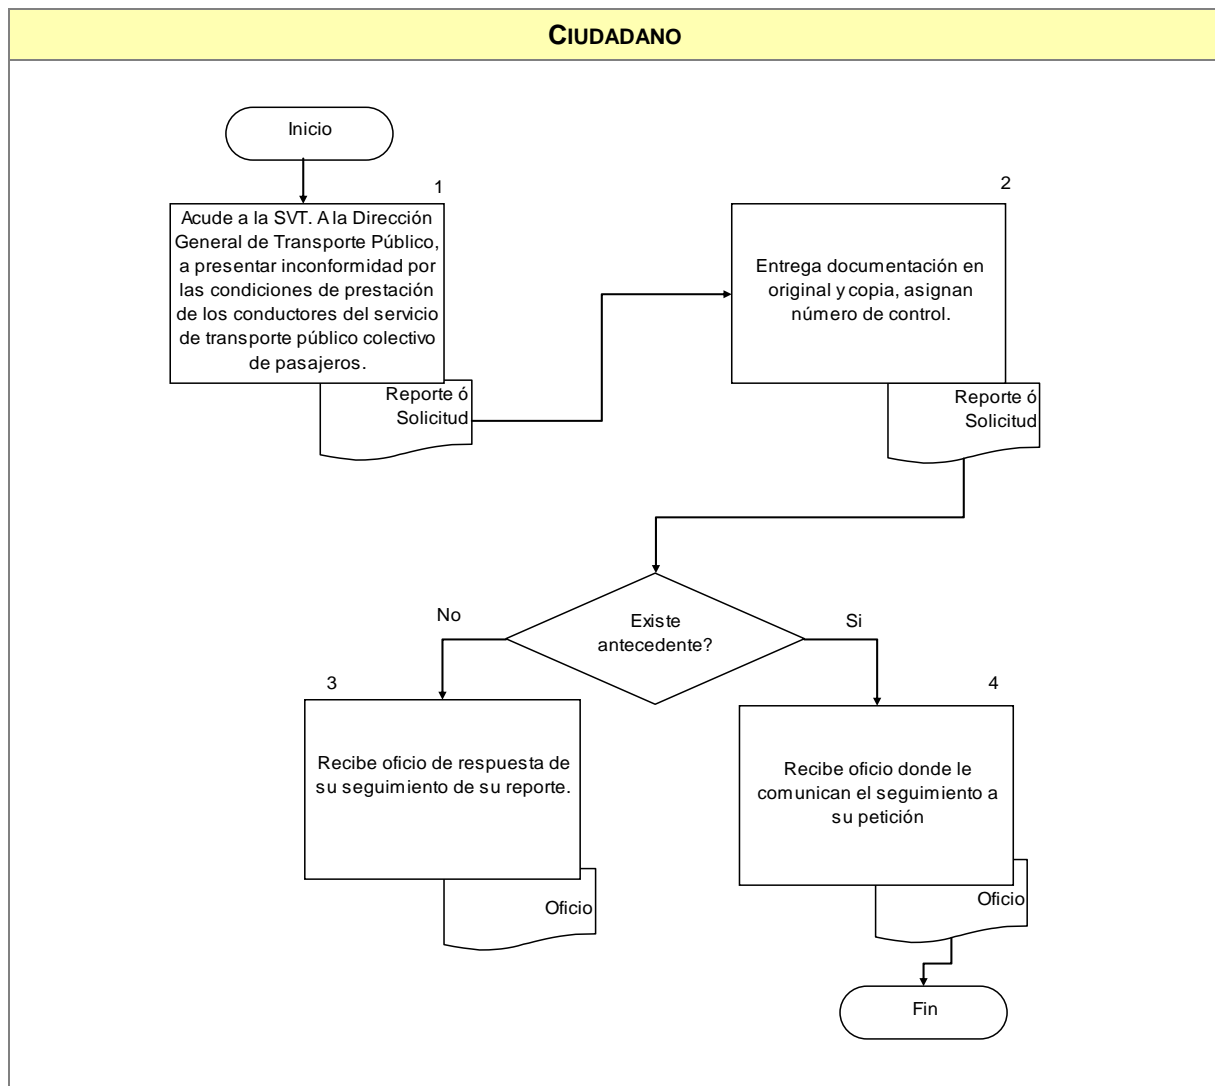 CIUDADANO
Inicio
1
Acude a la SVT. A la Dirección
General de Transporte Público,
a presentar inconformidad por
las condiciones de prestación
de los conductores del servicio
de transporte público colectivo
de pasajeros.
Reporte ó
Solicitud
2
Entrega documentación en
original y copia, asignan
número de control.
Reporte ó
Solicitud
Existe
antecedente?
No
Si
3
Recibe oficio de respuesta de
su seguimiento de su reporte.
Oficio
4
Recibe oficio donde le
comunican el seguimiento a
su petición
Oficio
Fin